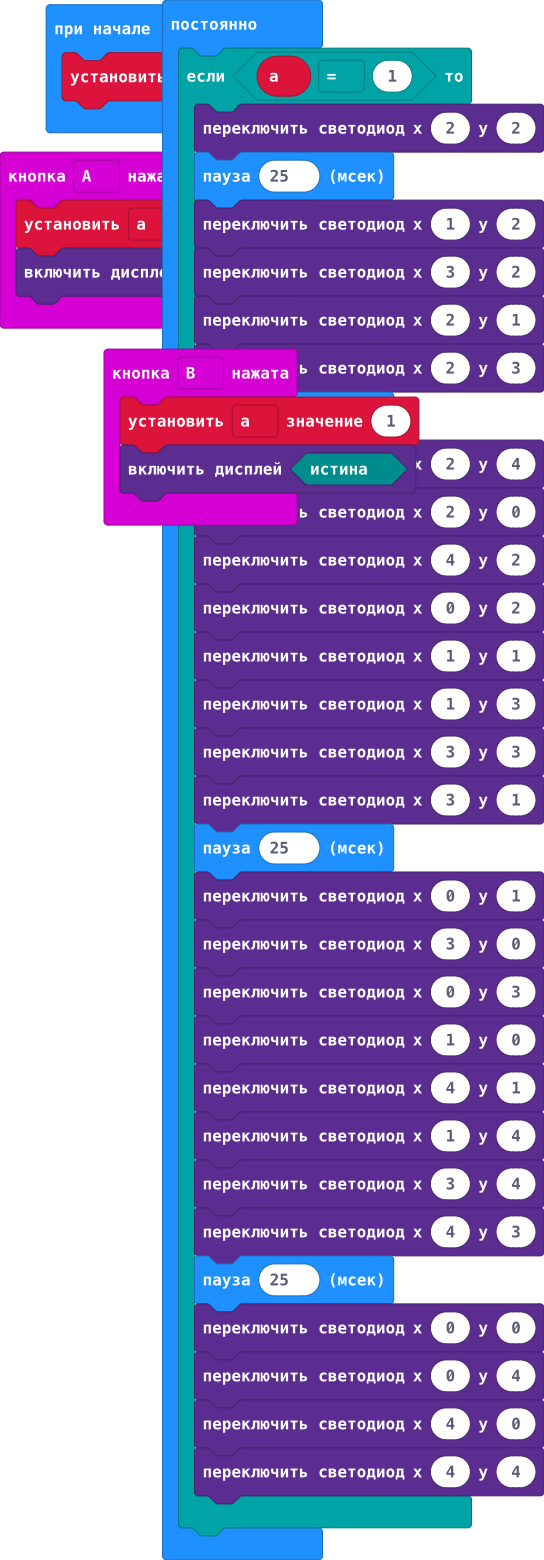 при начале
установить
постоянно
если a = 1 то
переключить светодиод x 2 y 2
пауза 25 (мсек)
кнопка A
установить a
включить
переключить светодиод x 1 y 2
переключить светодиод x 3 y 2
переключить светодиод x 2 y 1
2 y 3
кнопка B нажата
установить a значение 1
включить дисплей истина
2 y 4
2 y 0
переключить светодиод x 4 y 2
переключить светодиод x 0 y 2
переключить светодиод x 1 y 1
переключить светодиод x 1 y 3
переключить светодиод x 3 y 3
переключить светодиод x 3 y 1
пауза 25 (мсек)
переключить светодиод x 0 y 1
переключить светодиод x 3 y 0
переключить светодиод x 0 y 3
переключить светодиод x 1 y 0
переключить светодиод x 4 y 1
переключить светодиод x 1 y 4
переключить светодиод x 3 y 4
переключить светодиод x 4 y 3
пауза 25 (мсек)
переключить светодиод x 0 y 0
переключить светодиод x 0 y 4
переключить светодиод x 4 y 0
переключить светодиод x 4 y 4